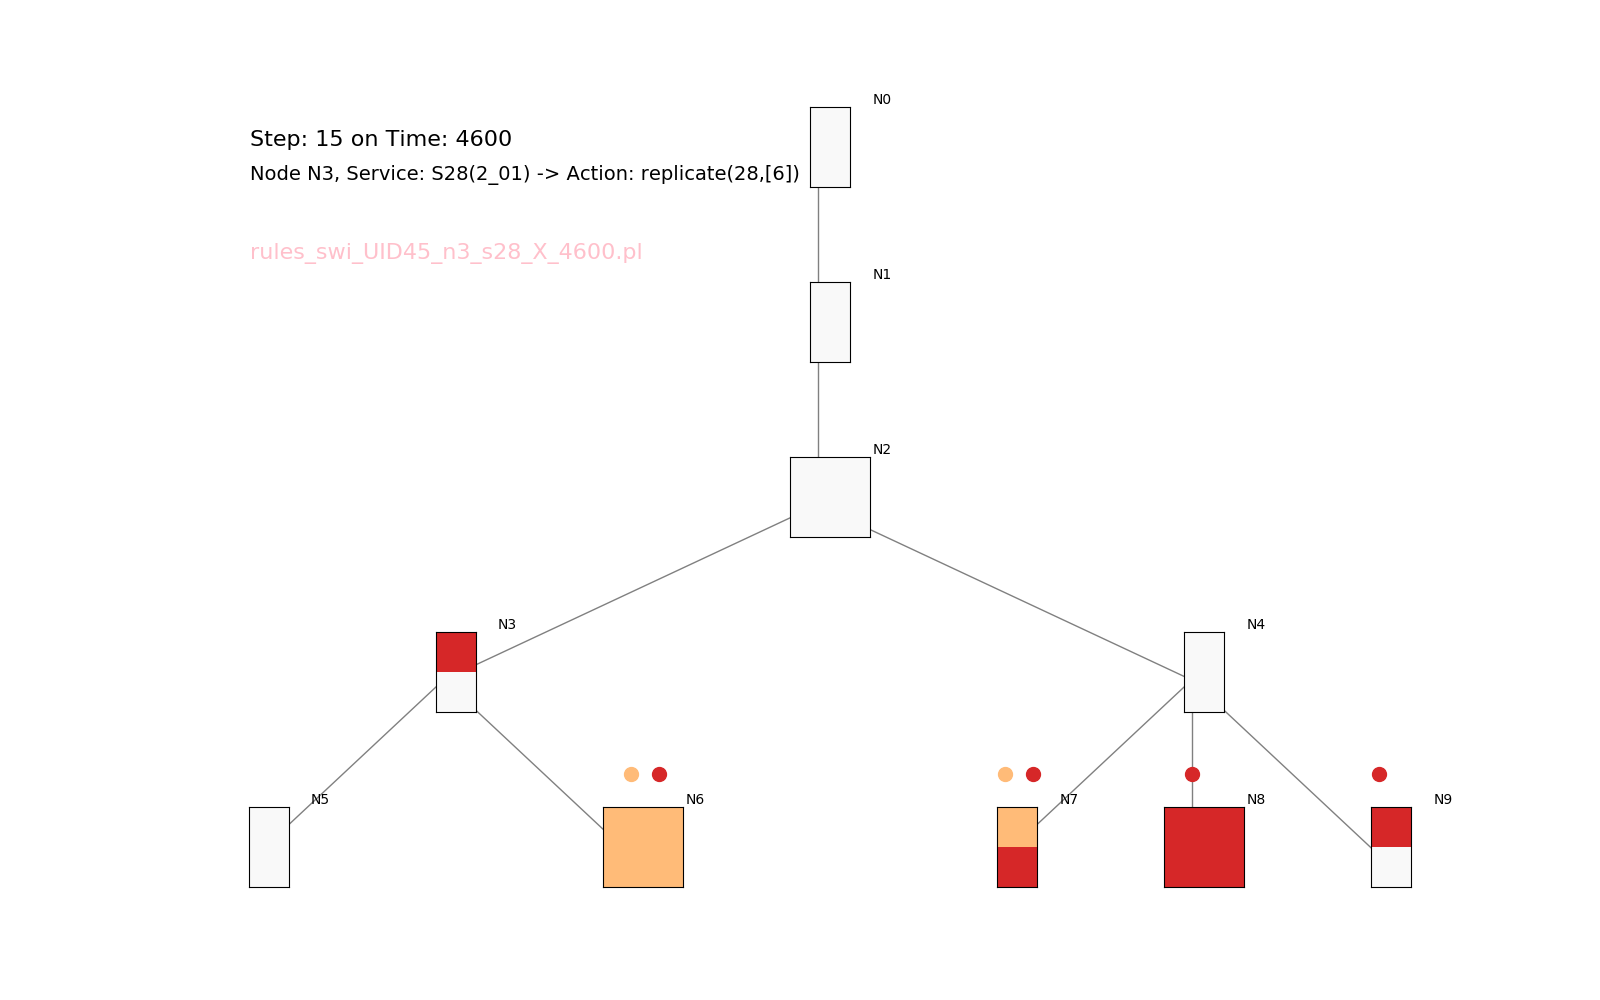 N0
Step: 15 on Time: 4600
Node N3, Service: S28(2_01) -> Action: replicate(28,[6])
rules_swi_UID45_n3_s28_X_4600.pl
N1
N2
N3
N4
N5
N6
N7
N8
N9